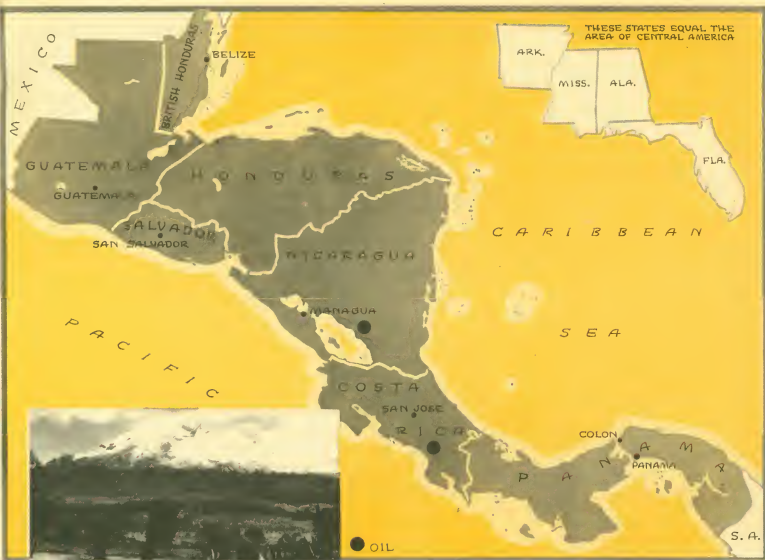 THESE STATES EQUAL THE
AREA OF CENTRAL AMERICA
MEXICO
BELIZE
BRITISH HONDURAS
ARK.
MISS.
ALA.
FLA.
GUATEMALA
GUATEMALA
HONDURAS
SALVADOR
SAN SALVADOR
NICARAGUA
CARIBBEAN
SEA
MANAGUA
PACIFIC
COSTA
RICA
SAN JOSE
COLON
PANAMA
PANAMA
S. A.
OIL